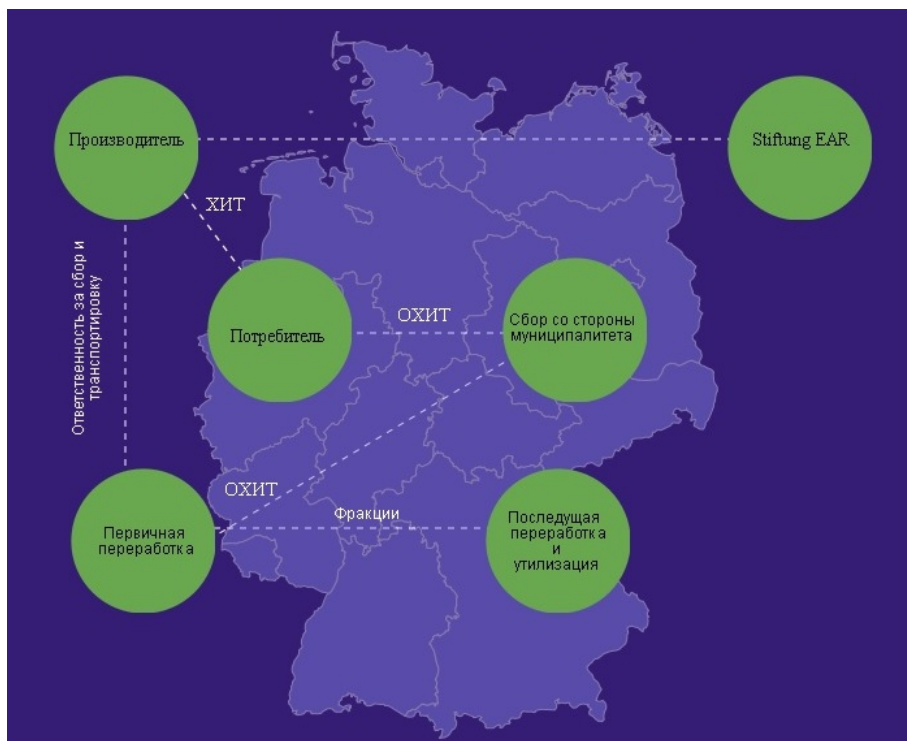 Производитель
Stiftung EAR
ХИТ
Ответственность за сбор и
транспортировку
Потребитель
ОХИТ
Сбор со стороны
муниципалитета
ОХИТ
Первичная
переработка
Фракции
Последущая
переработка
и
утилизация